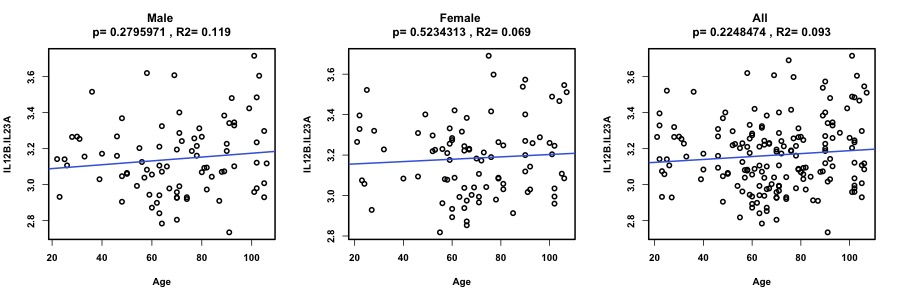 Male
p= 0.2795971 , R2= 0.119
IL12B.IL23A
3.6
3.4
3.2
3.0
2.8
20 40 60 80 100
Age
Female
p= 0.5234313 , R2= 0.069
IL12B.IL23A
3.6
3.4
3.2
3.0
2.8
20 40 60 80 100
Age
All
p= 0.2248474 , R2= 0.093
IL12B.IL23A
3.6
3.4
3.2
3.0
2.8
20 40 60 80 100
Age